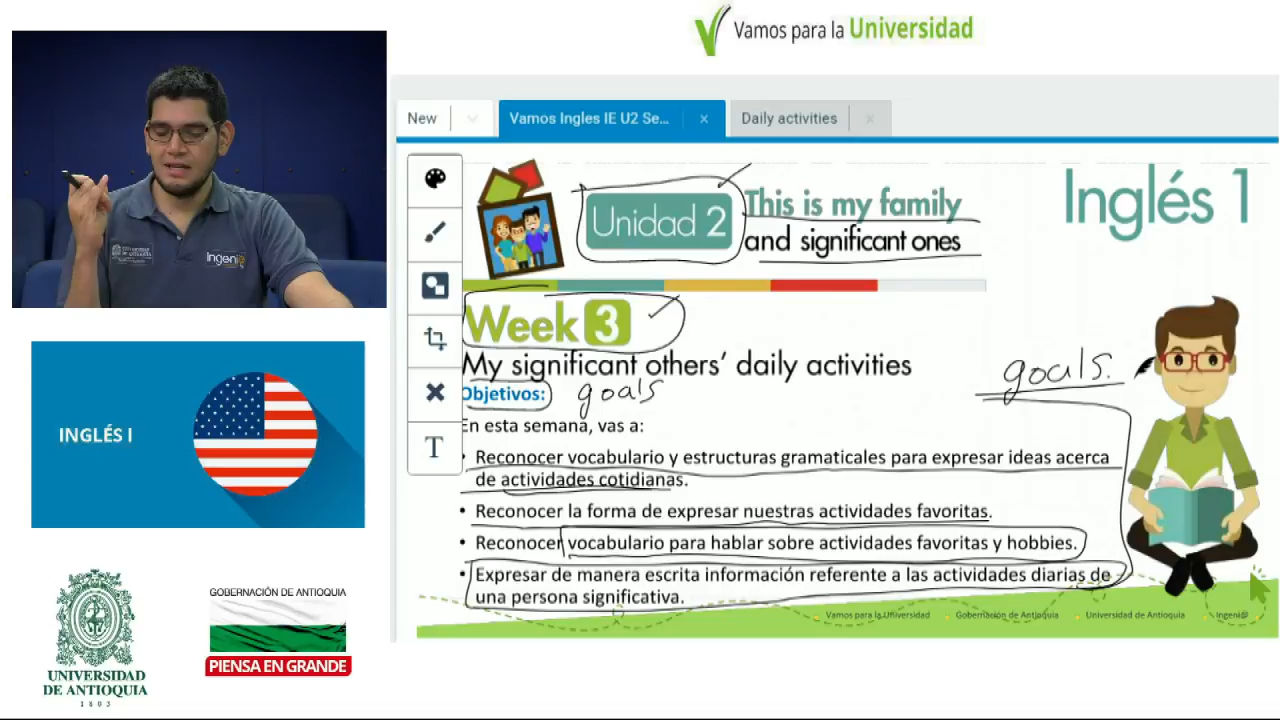 Vamos para la Universidad
New
Vamos Ingles IE U2 Se...
Daily activities
Unidad 2
This is my family
and significant ones
Inglés 1
Week 3
My significant others' daily activities
goals.
Objetivos: goals
En esta semana, vas a:
• Reconocer vocabulario y estructuras gramaticales para expresar ideas acerca
de actividades cotidianas.
• Reconocer la forma de expresar nuestras actividades favoritas.
• Reconocer vocabulario para hablar sobre actividades favoritas y hobbies.
• Expresar de manera escrita información referente a las actividades diarias de
una persona significativa.
Vamos para la Universidad Gobernación de Antioquia Universidad de Antioquia Ingeni@
T
INGLÉS I
UNIVERSIDAD
DE ANTIOQUIA
1803
GOBERNACIÓN DE ANTIOQUIA
PIENSA EN GRANDE